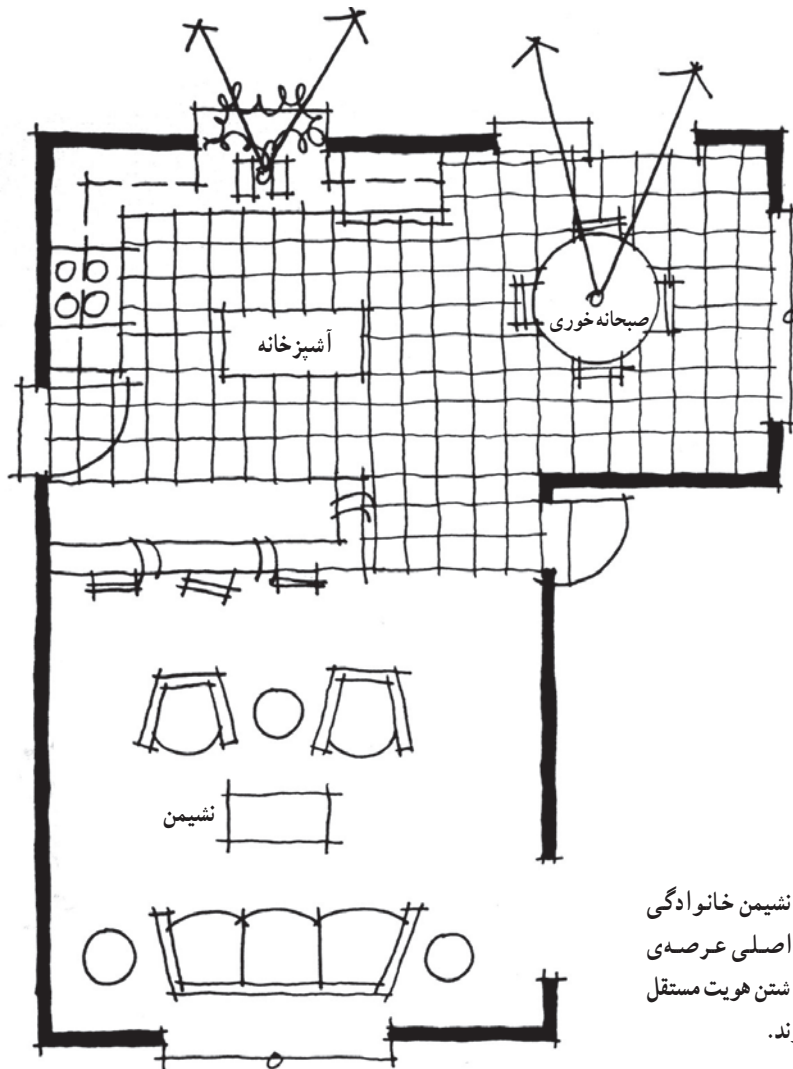 صبحانه‌خوری
آشپزخانه
نشیمن
نشیمن خانوادگی
اصلی عرصه‌ی
شتن هویت مستقل
ند.